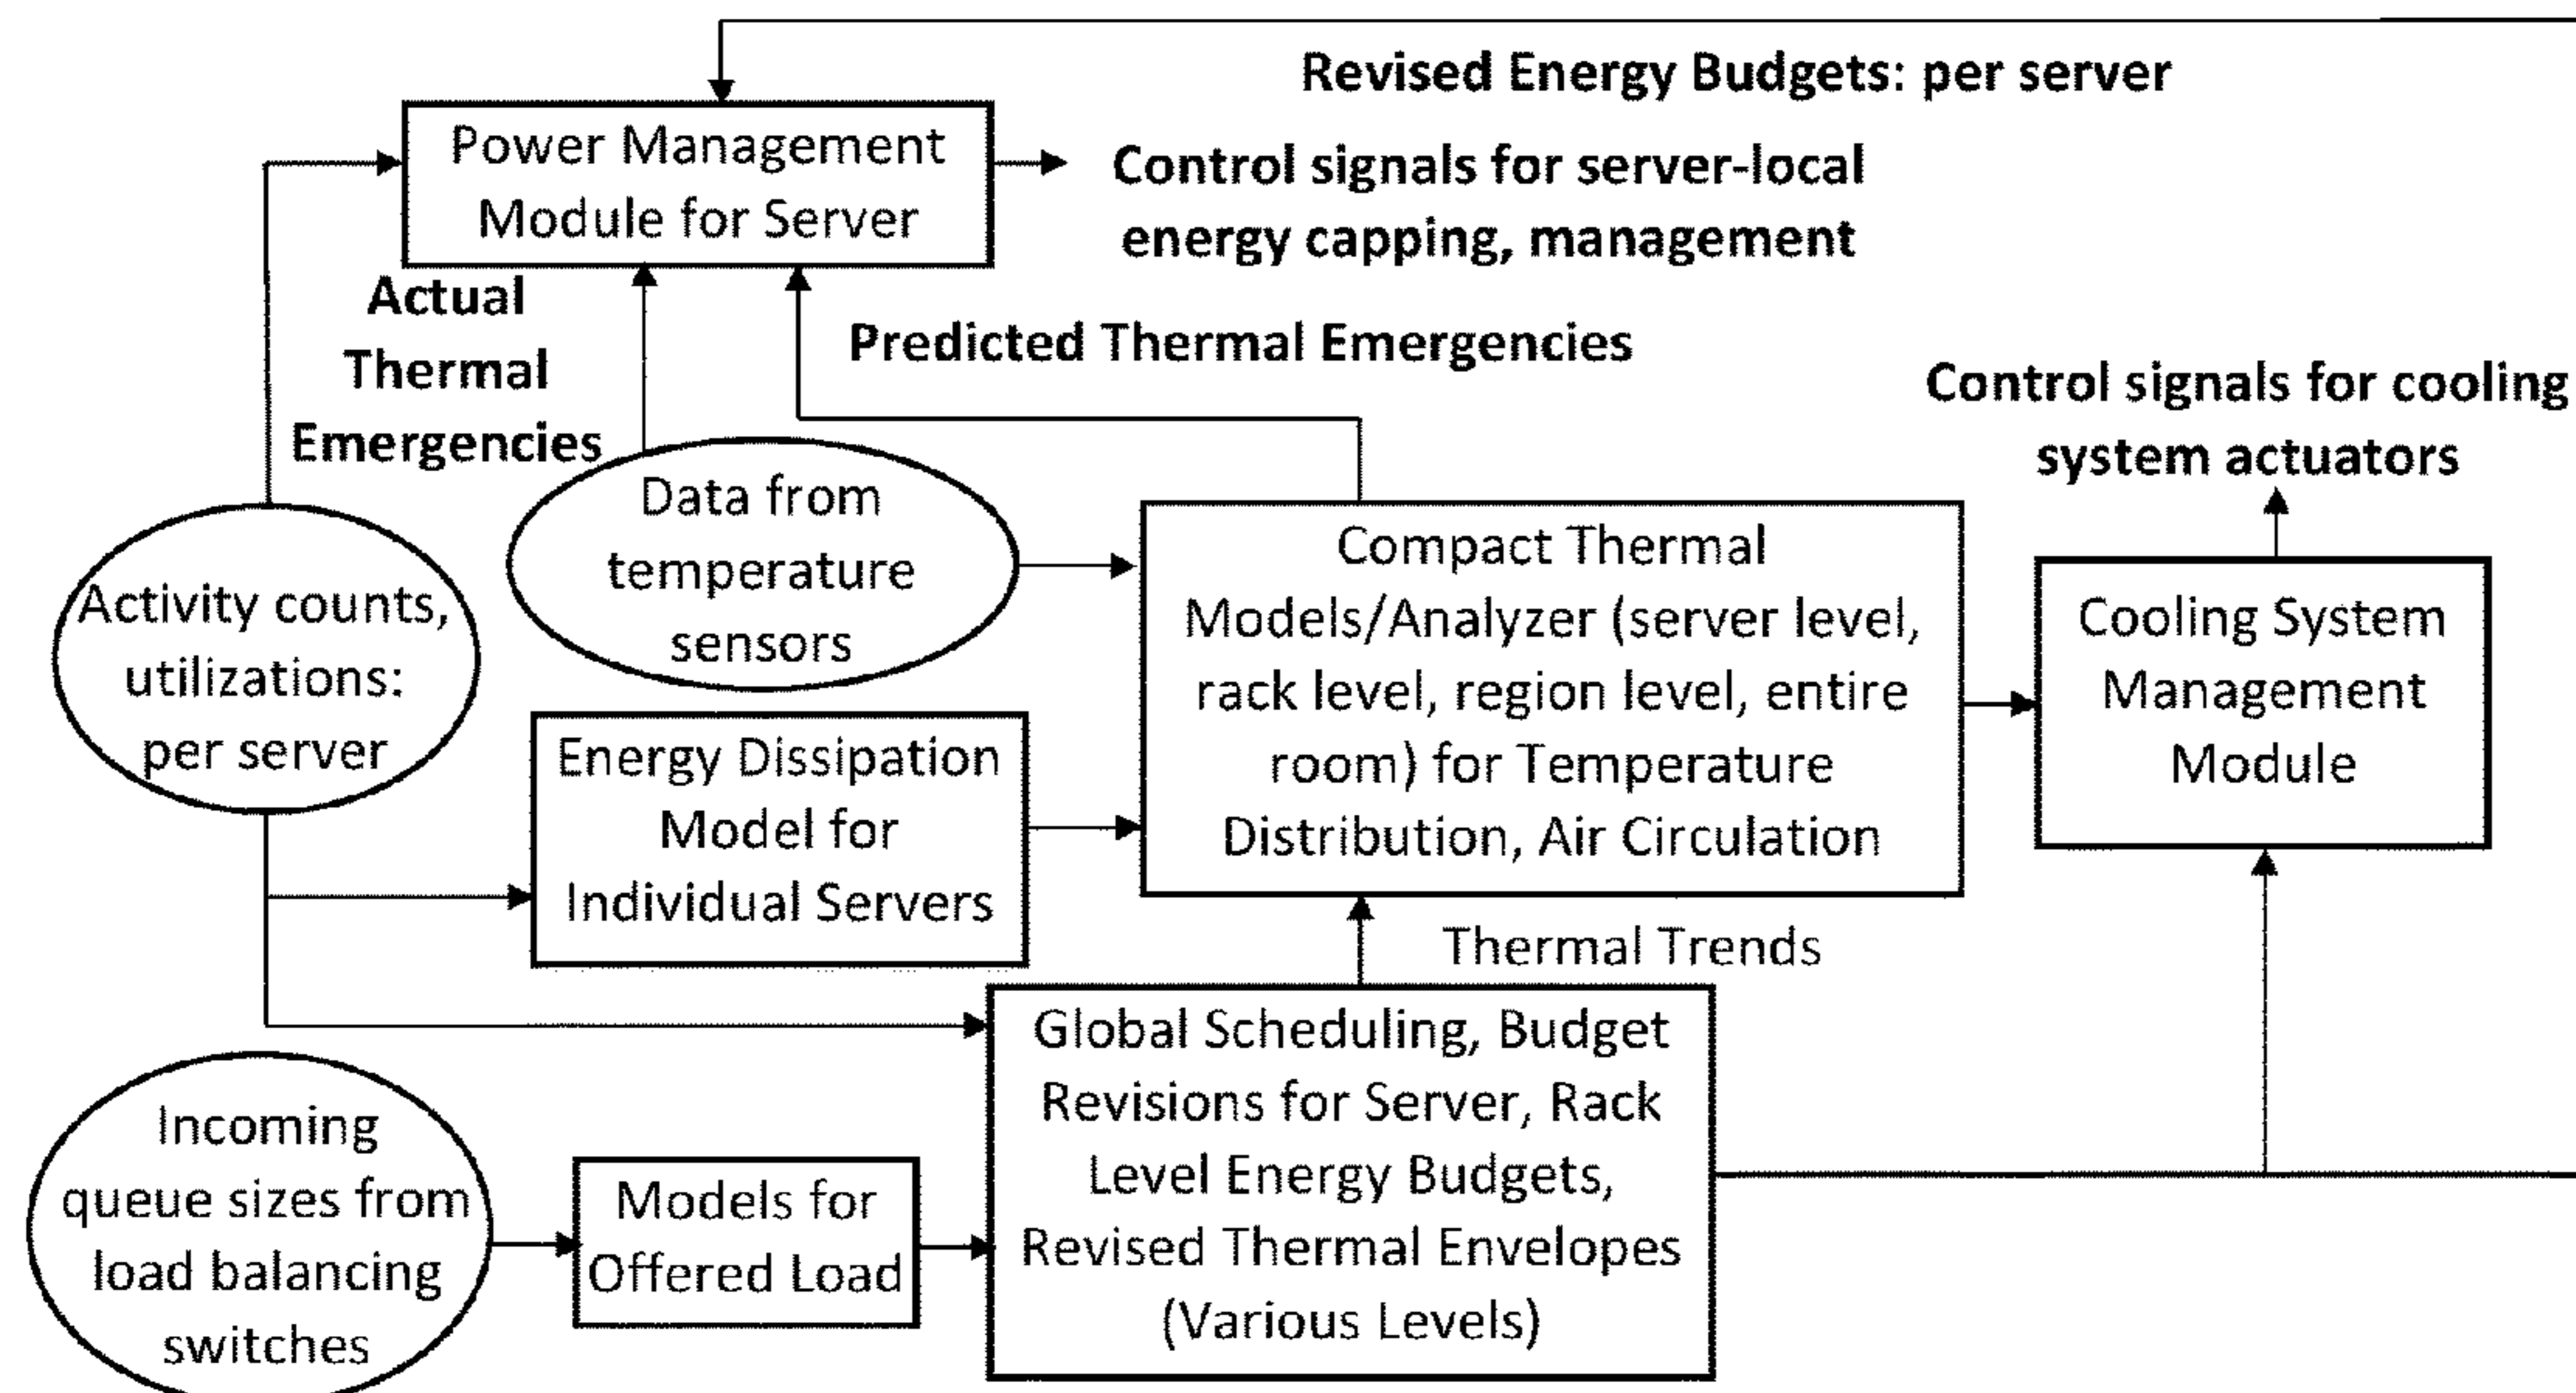 Revised Energy Budgets: per server
Power Management
Module for Server
Control signals for server-local
energy capping, management
Actual
Thermal
Emergencies
Predicted Thermal Emergencies
Control signals for cooling
system actuators
Data from
temperature
sensors
Activity counts,
utilizations:
per server
Compact Thermal
Models/Analyzer (server level,
rack level, region level, entire
room) for Temperature
Distribution, Air Circulation
Cooling System
Management
Module
Energy Dissipation
Model for
Individual Servers
Thermal Trends
Global Scheduling, Budget
Revisions for Server, Rack
Level Energy Budgets,
Revised Thermal Envelopes
(Various Levels)
Incoming
queue sizes from
load balancing
switches
Models for
Offered Load